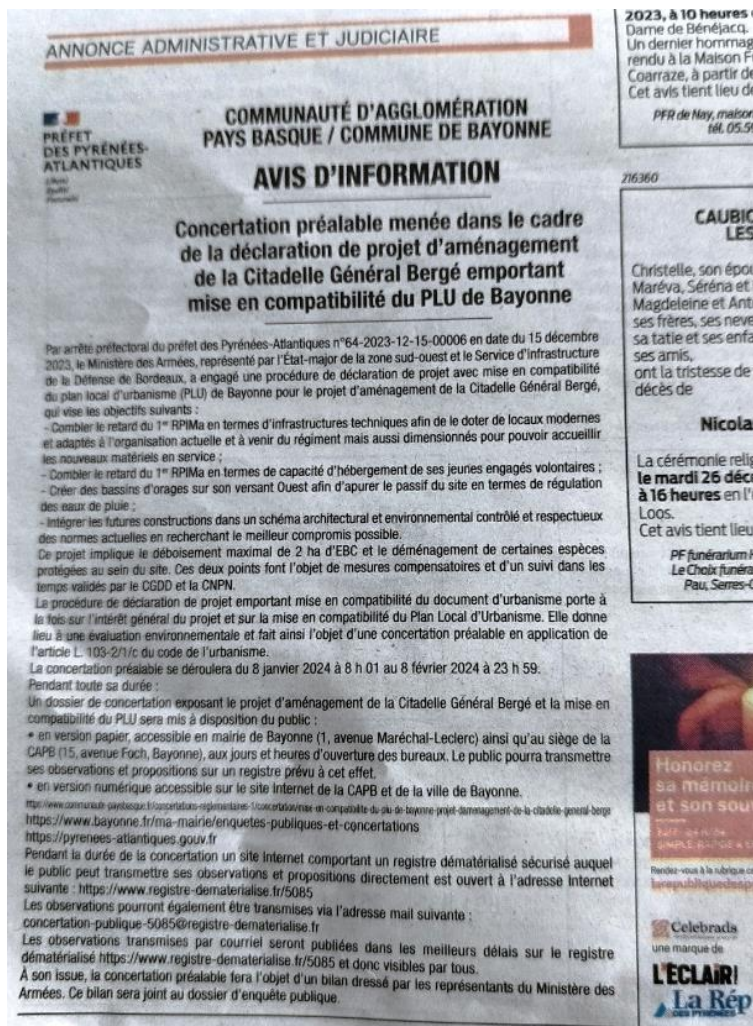 ANNONCE ADMINISTRATIVE ET JUDICIAIRE
PRÉFET
DES PYRÉNÉES-
ATLANTIQUES
COMMUNAUTÉ D'AGGLOMÉRATION
PAYS BASQUE / COMMUNE DE BAYONNE
AVIS D'INFORMATION
Concertation préalable menée dans le cadre
de la déclaration de projet d'aménagement
de la Citadelle Général Bergé emportant
mise en compatibilité du PLU de Bayonne
Par arrêté préfectoral du préfet des Pyrénées-Atlantiques n°64-2023-12-15-00006 en date du 15 décembre
2023, le Ministère des Armées, représenté par l'État-major de la zone sud-ouest et le Service d'infrastructure
de la Défense de Bordeaux, a engagé une procédure de déclaration de projet avec mise en compatibilité
du plan local d'urbanisme (PLU) de Bayonne pour le projet d'aménagement de la Citadelle Général Bergé,
qui vise les objectifs suivants :
- Combler le retard du 1er RPIMa en termes d'infrastructures techniques afin de le doter de locaux modernes
et adaptés à l'organisation actuelle et à venir du régiment mais aussi dimensionnés pour pouvoir accueillir
les nouveaux matériels en service ;
- Combler le retard du 1er RPIMa en termes de capacité d'hébergement de ses jeunes engagés volontaires ;
- Créer des bassins d'orages sur son versant Ouest afin d'apurer le passif du site en termes de régulation
des eaux de pluie ;
- Intégrer les futures constructions dans un schéma architectural et environnemental contrôlé et respectueux
des normes actuelles en recherchant le meilleur compromis possible.
Ce projet implique le déboisement maximal de 2 ha d'EBC et le déménagement de certaines espèces
protégées au sein du site. Ces deux points font l'objet de mesures compensatoires et d'un suivi dans les
temps validés par le CGDD et la CNPN.
La procédure de déclaration de projet emportant mise en compatibilité du document d'urbanisme porte à
la fois sur l'intérêt général du projet et sur la mise en compatibilité du Plan Local d'Urbanisme. Elle donne
lieu à une évaluation environnementale et fait ainsi l'objet d'une concertation préalable en application de
l'article L. 103-2/1/c du code de l'urbanisme.
La concertation préalable se déroulera du 8 janvier 2024 à 8 h 01 au 8 février 2024 à 23 h 59.
Pendant toute sa durée :
Un dossier de concertation exposant le projet d'aménagement de la Citadelle Général Bergé et la mise en
compatibilité du PLU sera mis à disposition du public :
• en version papier, accessible en mairie de Bayonne (1, avenue Maréchal-Leclerc) ainsi qu'au siège de la
CAPB (15, avenue Foch, Bayonne), aux jours et heures d'ouverture des bureaux. Le public pourra transmettre
ses observations et propositions sur un registre prévu à cet effet.
• en version numérique accessible sur le site Internet de la CAPB et de la ville de Bayonne.
https://www.bayonne.fr/ma-mairie/enquetes-publiques-et-concertations
https://pyrenees-atlantiques.gouv.fr
Pendant la durée de la concertation un site Internet comportant un registre dématérialisé sécurisé auquel
le public peut transmettre ses observations et propositions directement est ouvert à l'adresse Internet
suivante : https://www.registre-dematerialise.fr/5085
Les observations pourront également être transmises via l'adresse mail suivante :
concertation-publique-5085@registre-dematerialise.fr
Les observations transmises par courriel seront publiées dans les meilleurs délais sur le registre
dématérialisé https://www.registre-dematerialise.fr/5085 et donc visibles par tous.
À son issue, la concertation préalable fera l'objet d'un bilan dressé par les représentants du Ministère des
Armées. Ce bilan sera joint au dossier d'enquête publique.
2023, à 10 heures
Dame de Bénéjacq.
Un dernier hommag
rendu à la Maison F
Coarraze, à partir de
Cet avis tient lieu de
PFR de Nay, maison
tél. 05.5
216360
CAUBIO
LES
Christelle, son épou
Maréva, Séréna et
Magdeleine et Ant
ses frères, ses neve
sa tatie et ses enfa
ses amis,
ont la tristesse de
décès de
Nicola
La cérémonie relig
le mardi 26 déc
à 16 heures en l'
Loos.
Cet avis tient lieu
PF funérarium
Le Choix funéra
Pau, Serres-C
Honorez
sa mémoir
et son sou
Rendez-vous à la rubrique
Celebrads
une marque de
L'ÉCLAIR
La Rép
DES PYRÉNÉES